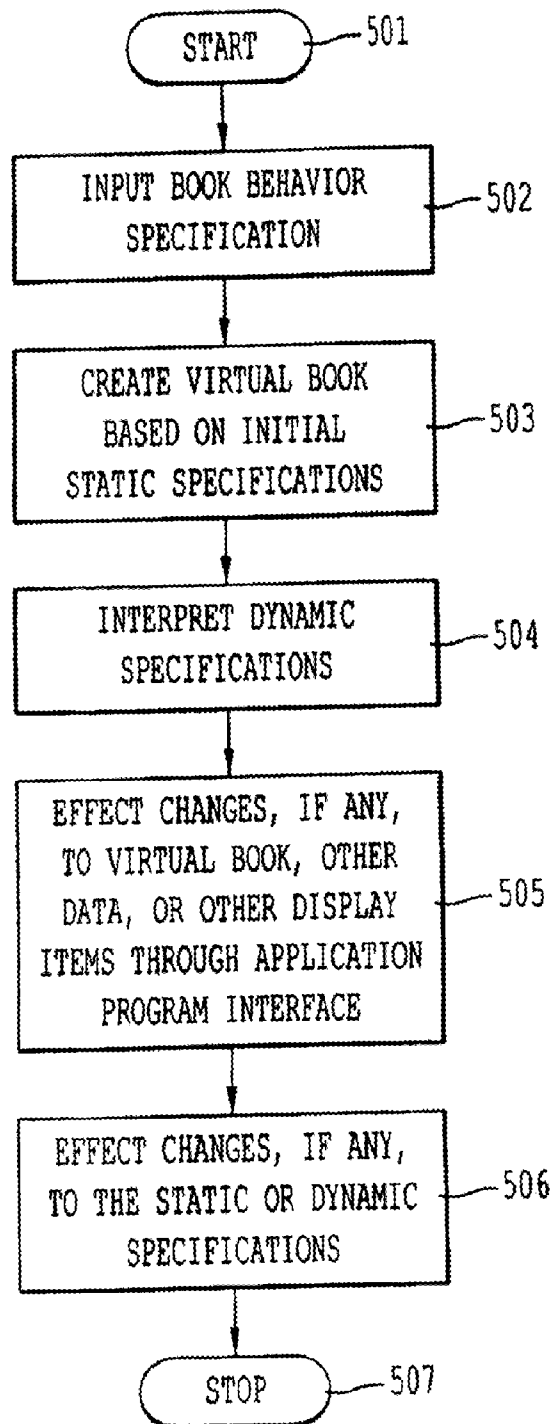 START
501
INPUT BOOK BEHAVIOR
SPECIFICATION
502
CREATE VIRTUAL BOOK
BASED ON INITIAL
STATIC SPECIFICATIONS
503
INTERPRET DYNAMIC
SPECIFICATIONS
504
EFFECT CHANGES, IF ANY,
TO VIRTUAL BOOK, OTHER
DATA, OR OTHER DISPLAY
ITEMS THROUGH APPLICATION
PROGRAM INTERFACE
505
EFFECT CHANGES, IF ANY,
TO THE STATIC OR DYNAMIC
SPECIFICATIONS
506
STOP
507